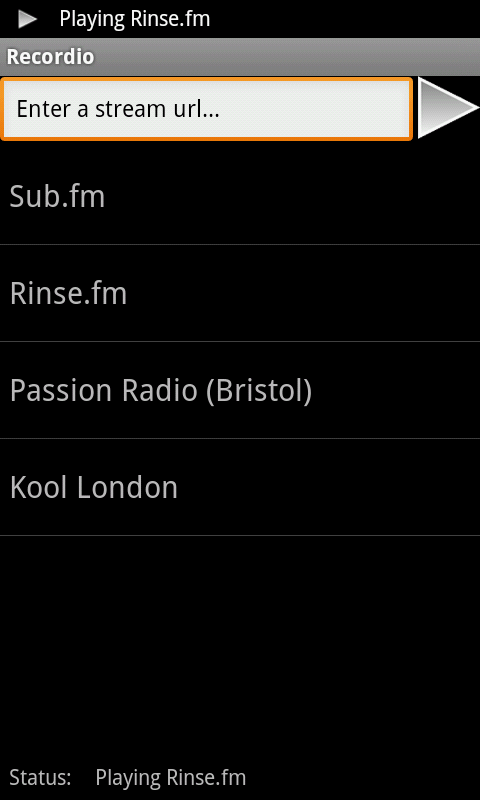 Playing Rinse.fm
Recordio
Enter a stream url...
Sub.fm
Rinse.fm
Passion Radio (Bristol)
Kool London
Status: Playing Rinse.fm